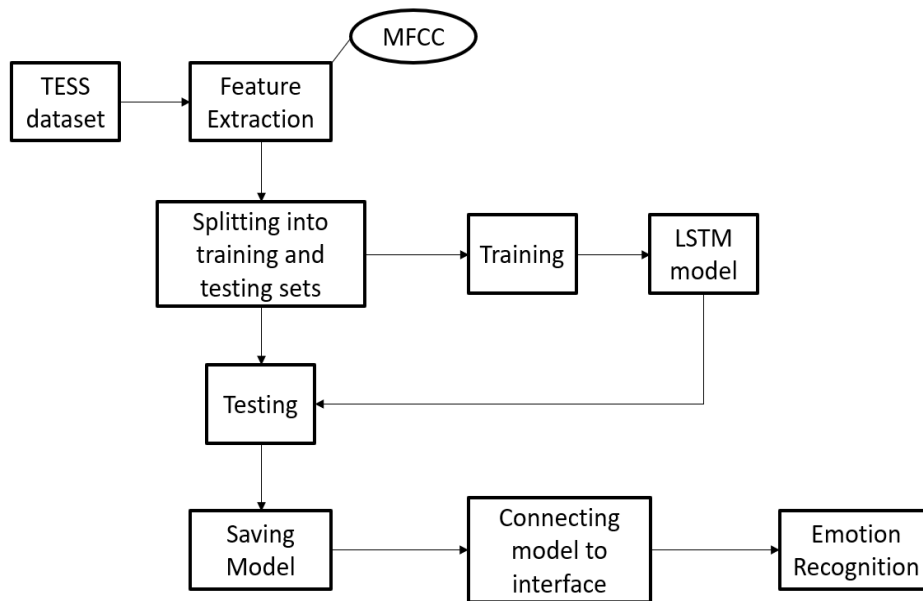 MFCC
TESS
dataset
Feature
Extraction
Splitting into
training and
testing sets
Training
LSTM
model
Testing
Saving
Model
Connecting
model to
interface
Emotion
Recognition